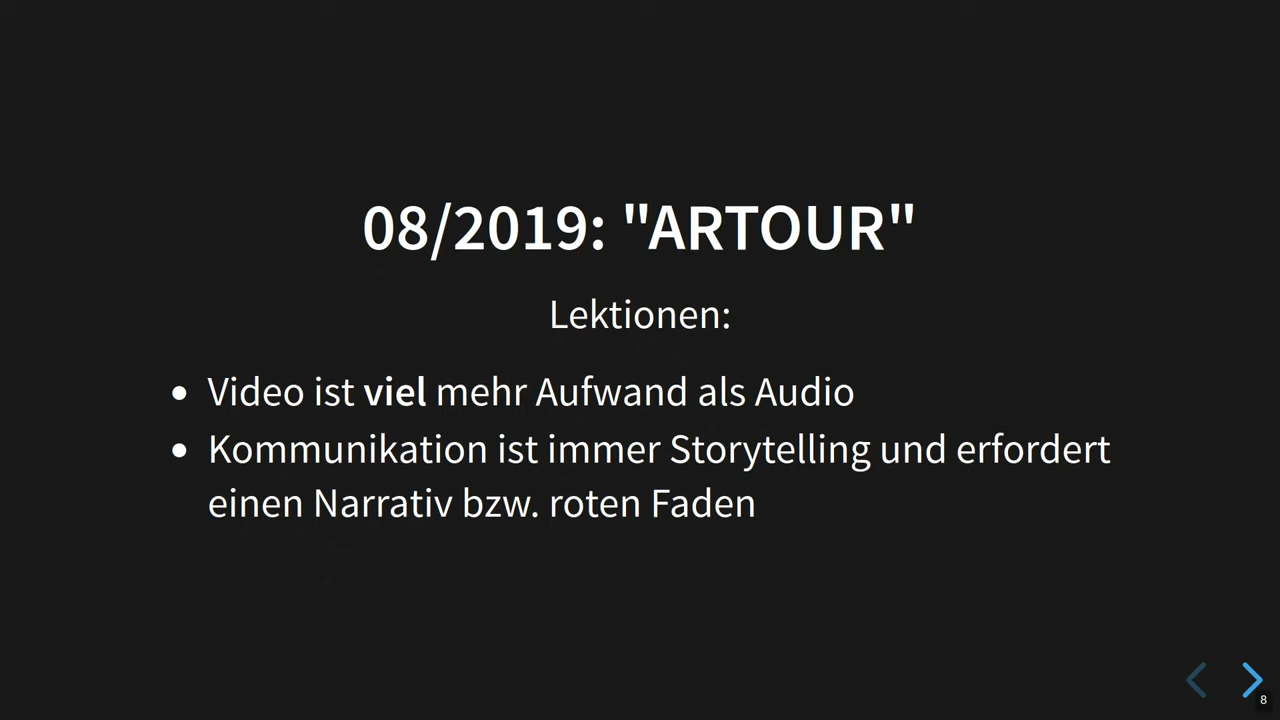 08/2019: "ARTOUR"
Lektionen:
• Video ist viel mehr Aufwand als Audio
• Kommunikation ist immer Storytelling und erfordert
einen Narrativ bzw. roten Faden
8